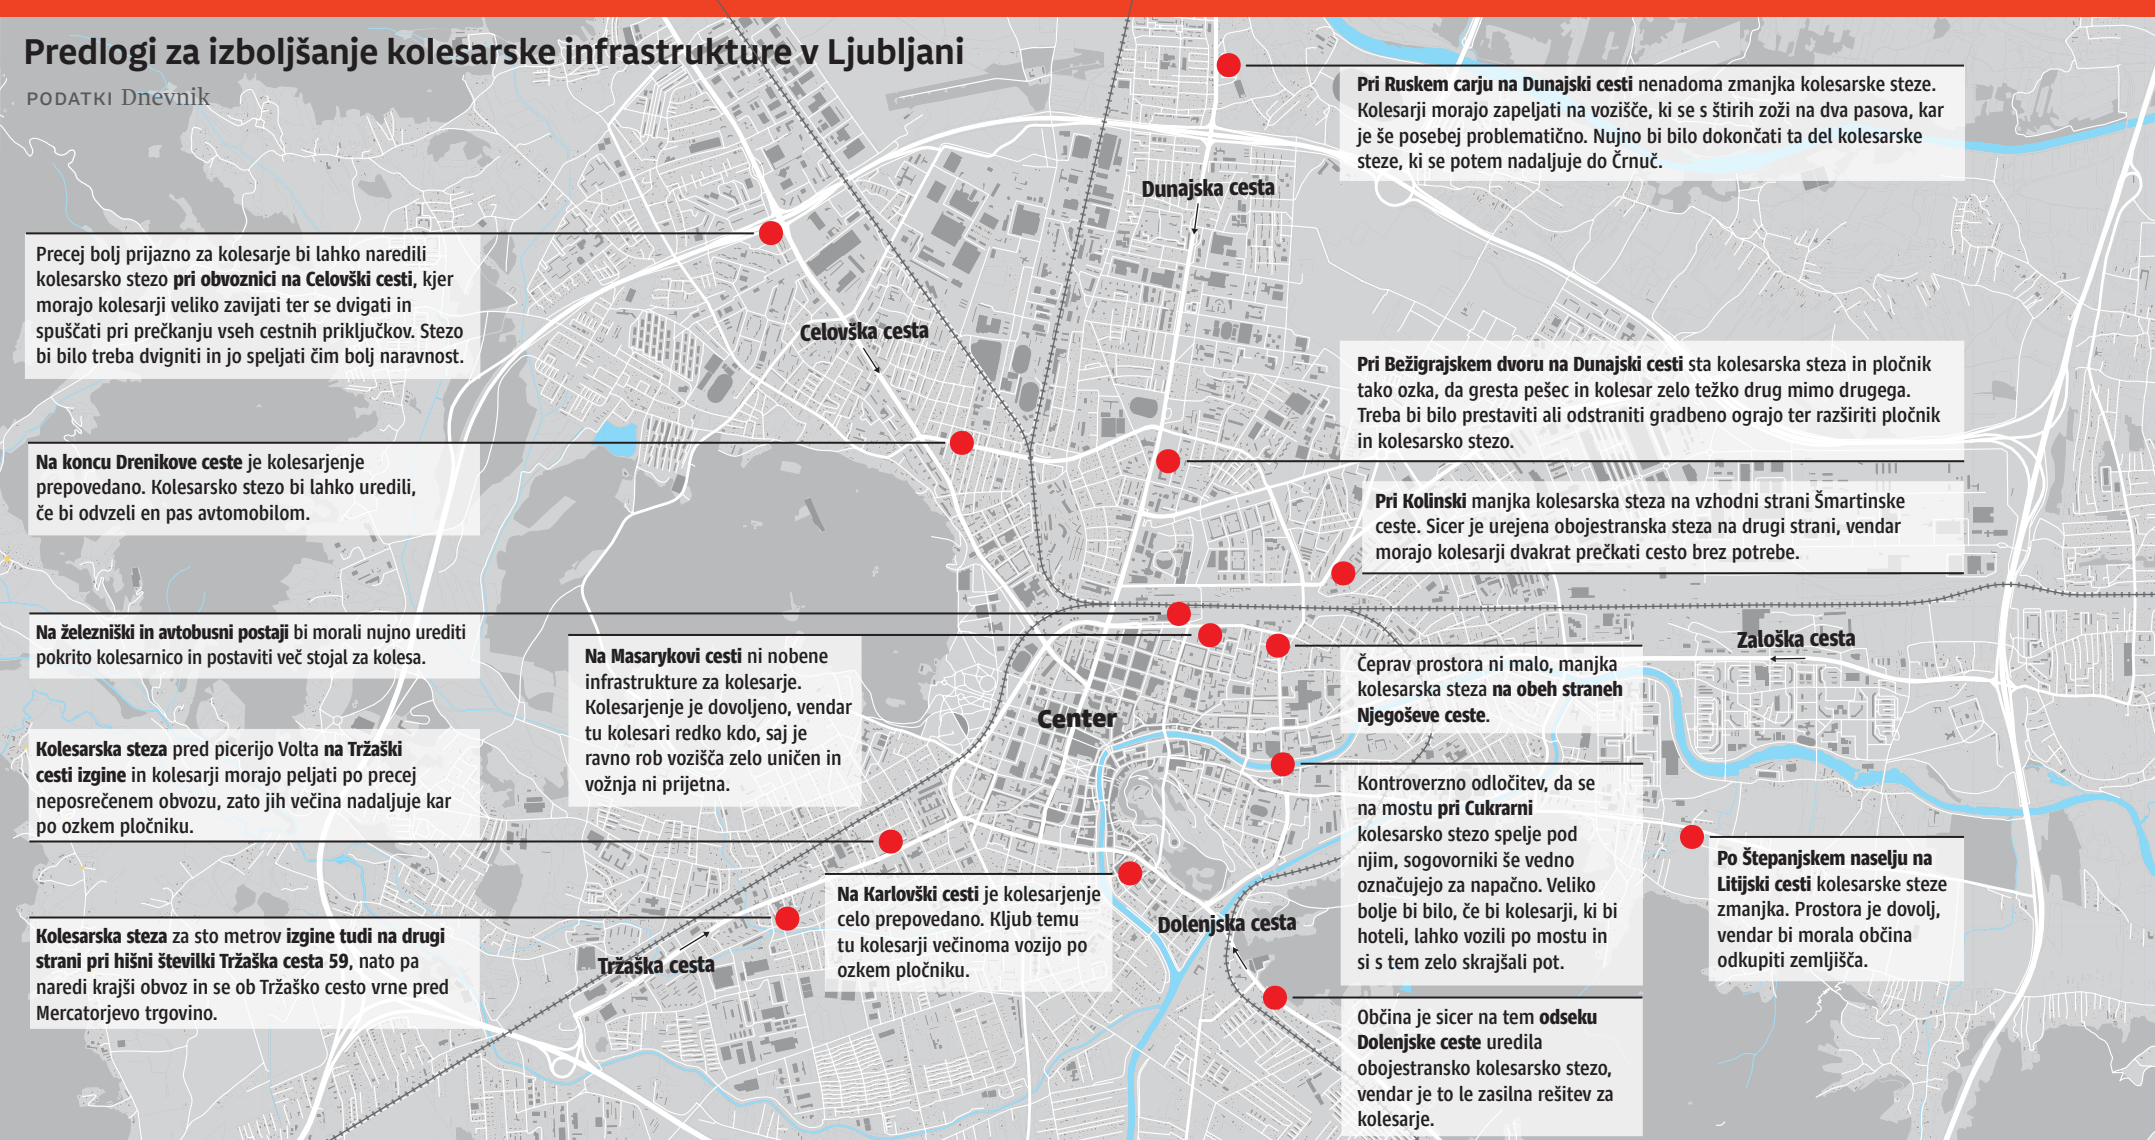 Predlogi za izboljšanje kolesarske infrastrukture v Ljubljani
PODATKI Dnevnik
Pri Ruskem carju na Dunajski cesti nenadoma zmanjka kolesarske steze.
Kolesarji morajo zapeljati na vozišče, ki se s štirih zoži na dva pasova, kar
je še posebej problematično. Nujno bi bilo dokončati ta del kolesarske
steze, ki se potem nadaljuje do Črnuč.
Dunajska cesta
Precej bolj prijazno za kolesarje bi lahko naredili
kolesarsko stezo pri obvoznici na Celovški cesti, kjer
morajo kolesarji veliko zavijati ter se dvigati in
spuščati pri prečkanju vseh cestnih priključkov. Stezo
bi bilo treba dvigniti in jo speljati čim bolj naravnost.
Celovška cesta
Pri Bežigrajskem dvoru na Dunajski cesti sta kolesarska steza in pločnik
tako ozka, da gresta pešec in kolesar zelo težko drug mimo drugega.
Treba bi bilo prestaviti ali odstraniti gradbeno ograjo ter razširiti pločnik
in kolesarsko stezo.
Na koncu Drenikove ceste je kolesarjenje
prepovedano. Kolesarsko stezo bi lahko uredili,
če bi odvzeli en pas avtomobilom.
Pri Kolinski manjka kolesarska steza na vzhodni strani Šmartinske
ceste. Sicer je urejena obojestranska steza na drugi strani, vendar
morajo kolesarji dvakrat prečkati cesto brez potrebe.
Na železniški in avtobusni postaji bi morali nujno urediti
pokrito kolesarnico in postaviti več stojal za kolesa.
Na Masarykovi cesti ni nobene
infrastrukture za kolesarje.
Kolesarjenje je dovoljeno, vendar
tu kolesari redko kdo, saj je
ravno rob vozišča zelo uničen in
vožnja ni prijetna.
Čeprav prostora ni malo, manjka
kolesarska steza na obeh straneh
Njegoševe ceste.
Zaloška cesta
Center
Kolesarska steza pred picerijo Volta na Tržaški
cesti izgine in kolesarji morajo peljati po precej
neposrečenem obvozu, zato jih večina nadaljuje kar
po ozkem pločniku.
Kontroverzno odločitev, da se
na mostu pri Cukrarni
kolesarsko stezo spelje pod
njim, sogovorniki še vedno
označujejo za napačno. Veliko
bolje bi bilo, če bi kolesarji, ki bi
hoteli, lahko vozili po mostu in
si s tem zelo skrajšali pot.
Po Štepanjskem naselju na
Litijski cesti kolesarske steze
zmanjka. Prostora je dovolj,
vendar bi morala občina
odkupiti zemljišča.
Na Karlovški cesti je kolesarjenje
celo prepovedano. Kljub temu
tu kolesarji večinoma vozijo po
ozkem pločniku.
Dolenjska cesta
Kolesarska steza za sto metrov izgine tudi na drugi
strani pri hišni številki Tržaška cesta 59, nato pa
naredi krajši obvoz in se ob Tržaško cesto vrne pred
Mercatorjevo trgovino.
Tržaška cesta
Občina je sicer na tem odseku
Dolenjske ceste uredila
obojestransko kolesarsko stezo,
vendar je to le zasilna rešitev za
kolesarje.